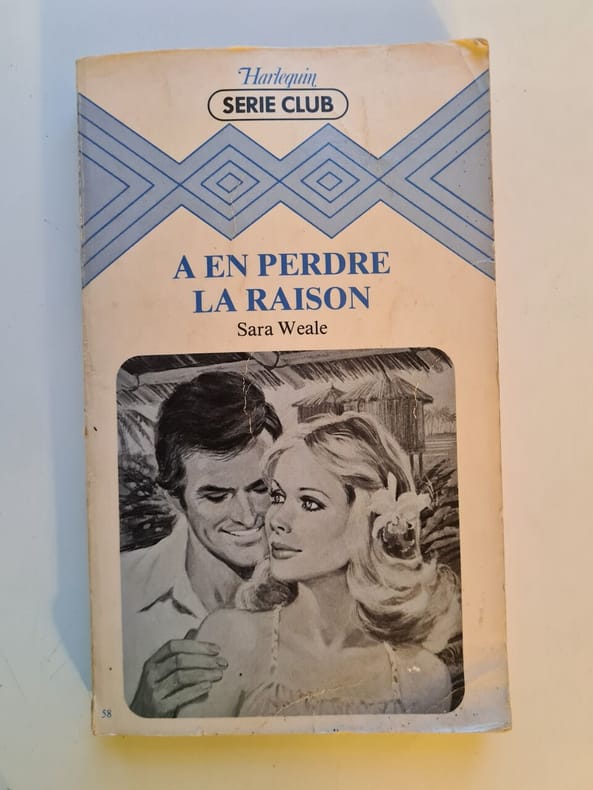 Harlequin
SERIE CLUB
A EN PERDRE
LA RAISON
Sara Weale
58